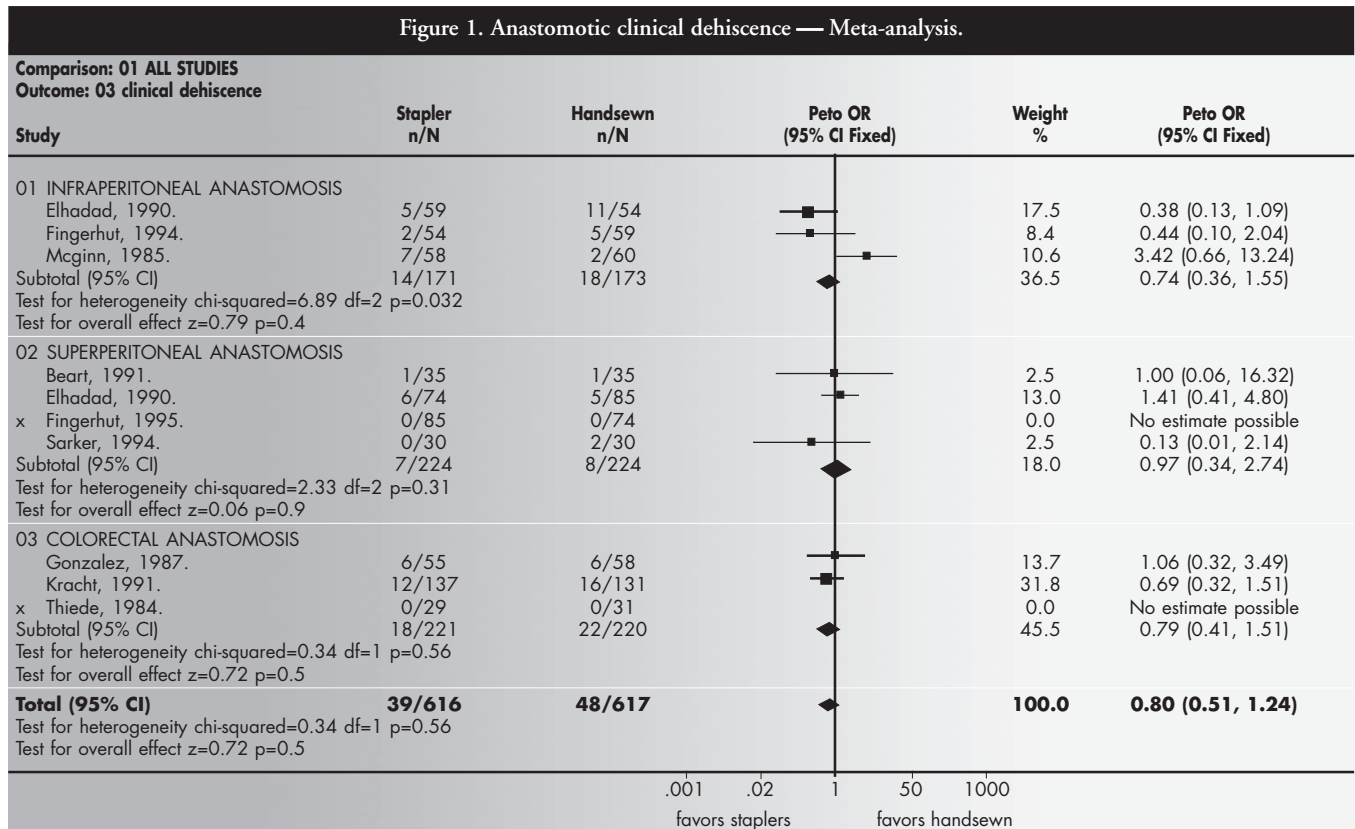 Figure 1. Anastomotic clinical dehiscence — Meta-analysis.
Comparison: 01 ALL STUDIES
Outcome: 03 clinical dehiscence
Stapler Handsewn Peto OR Weight Peto OR
Study n/N n/N (95% CI Fixed) % (95% CI Fixed)
01 INFRAPERITONEAL ANASTOMOSIS
Elhadad, 1990. 5/59 11/54 17.5 0.38 (0.13, 1.09)
Fingerhut, 1994. 2/54 5/59 8.4 0.44 (0.10, 2.04)
Mcginn, 1985. 7/58 2/60 10.6 3.42 (0.66, 13.24)
Subtotal (95% CI) 14/171 18/173 36.5 0.74 (0.36, 1.55)
Test for heterogeneity chi-squared=6.89 df=2 p=0.032
Test for overall effect z=0.79 p=0.4
02 SUPERPERITONEAL ANASTOMOSIS
Beart, 1991. 1/35 1/35 2.5 1.00 (0.06, 16.32)
Elhadad, 1990. 6/74 5/85 13.0 1.41 (0.41, 4.80)
x Fingerhut, 1995. 0/85 0/74 0.0 No estimate possible
Sarker, 1994. 0/30 2/30 2.5 0.13 (0.01, 2.14)
Subtotal (95% CI) 7/224 8/224 18.0 0.97 (0.34, 2.74)
Test for heterogeneity chi-squared=2.33 df=2 p=0.31
Test for overall effect z=0.06 p=0.9
03 COLORECTAL ANASTOMOSIS
Gonzalez, 1987. 6/55 6/58 13.7 1.06 (0.32, 3.49)
Kracht, 1991. 12/137 16/131 31.8 0.69 (0.32, 1.51)
x Thiede, 1984. 0/29 0/31 0.0 No estimate possible
Subtotal (95% CI) 18/221 22/220 45.5 0.79 (0.41, 1.51)
Test for heterogeneity chi-squared=0.34 df=1 p=0.56
Test for overall effect z=0.72 p=0.5
Total (95% CI) 39/616 48/617 100.0 0.80 (0.51, 1.24)
Test for heterogeneity chi-squared=0.34 df=1 p=0.56
Test for overall effect z=0.72 p=0.5
.001 .02 1 50 1000
favors staplers favors handsewn